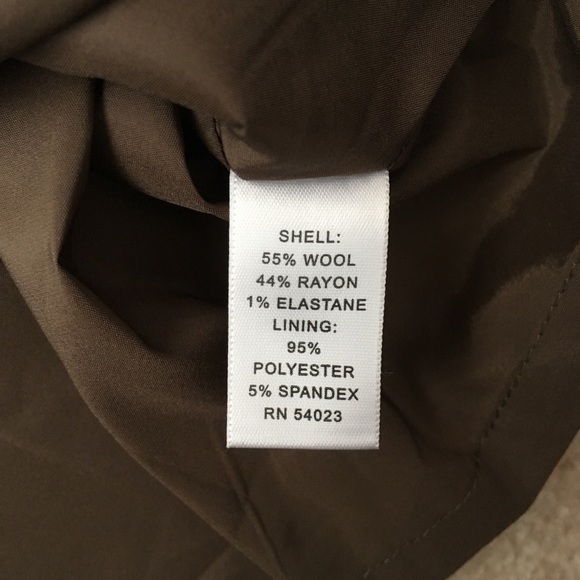 SHELL:
55% WOOL
44% RAYON
1% ELASTANE
LINING:
95%
POLYESTER
5% SPANDEX
RN 54023